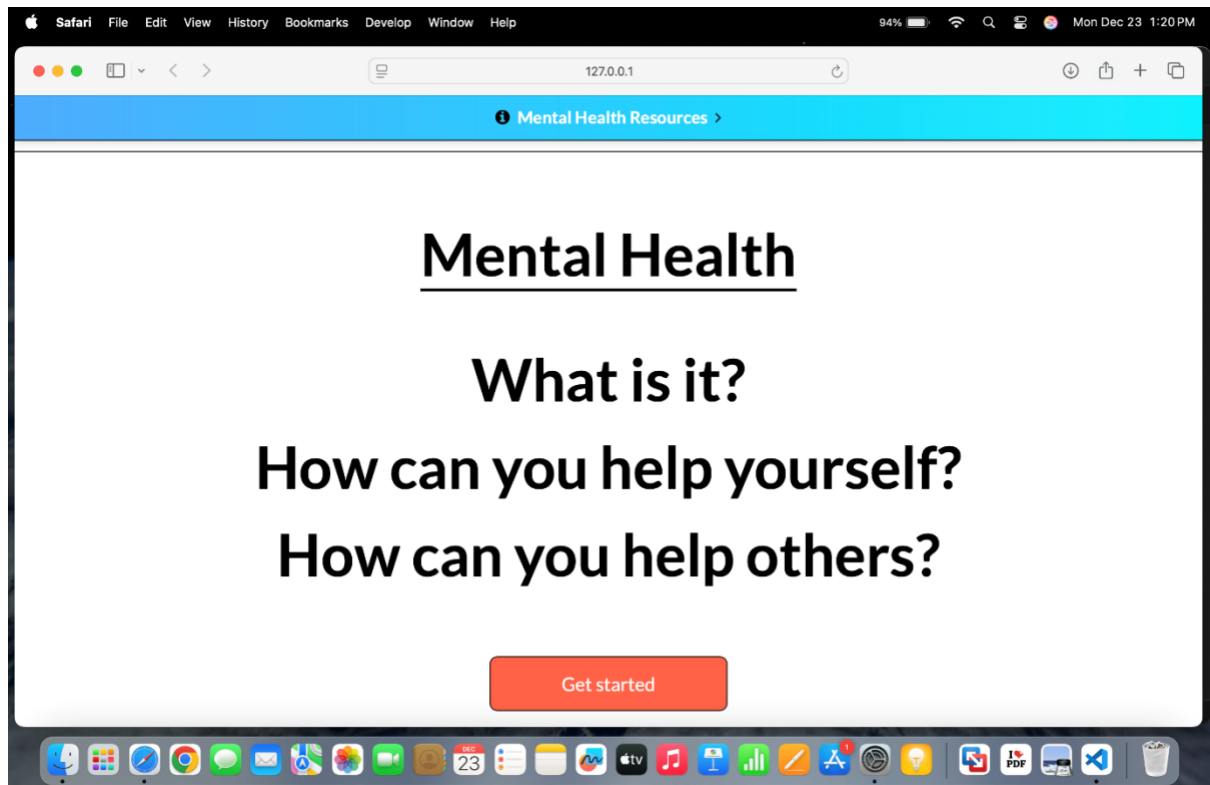 Safari File Edit View History Bookmarks Develop Window Help 94% Mon Dec 23 1:20 PM
127.0.0.1
Mental Health Resources >
Mental Health
What is it?
How can you help yourself?
How can you help others?
Get started
DEC
23
tv
I
PDF